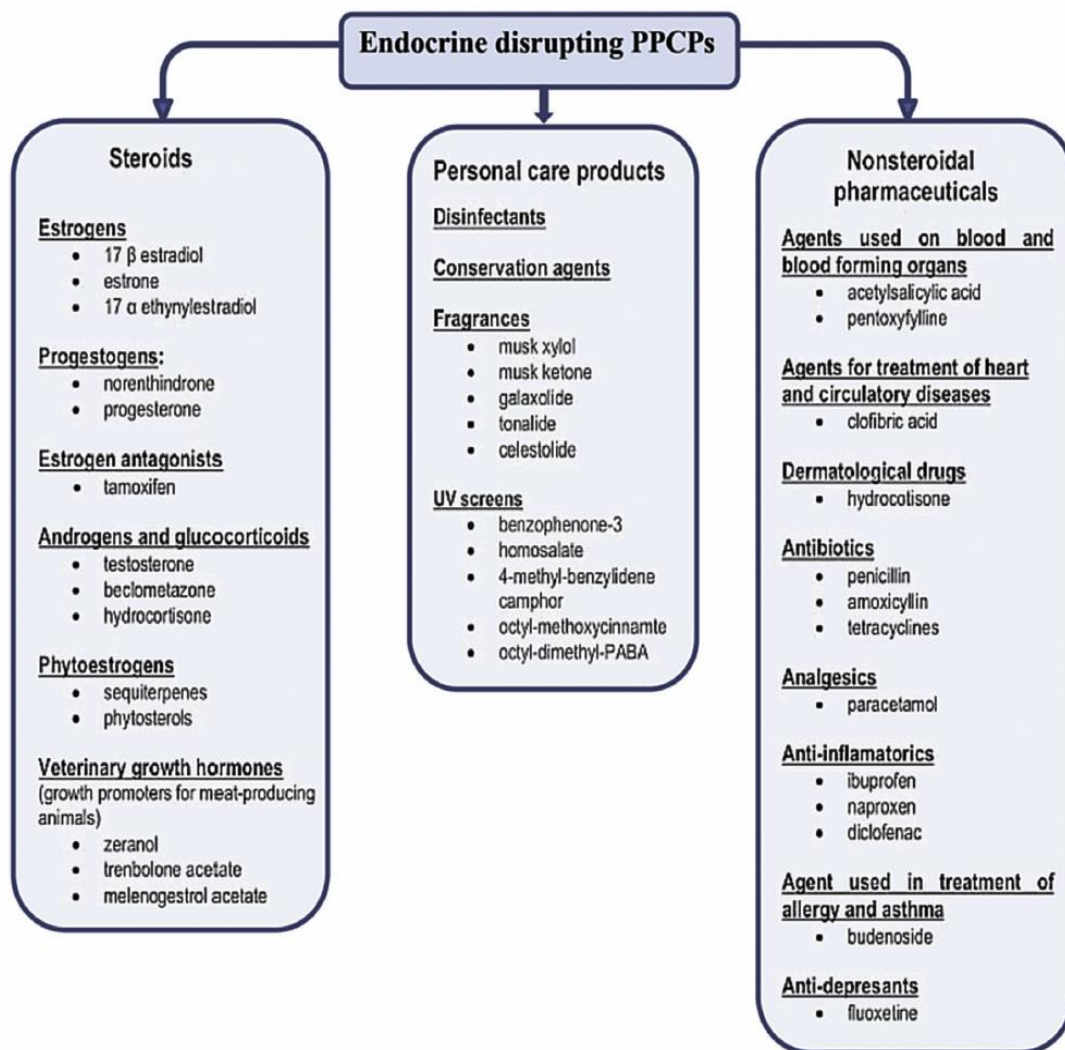 Endocrine disrupting PPCPs
Steroids
Estrogens
• 17 β estradiol
• estrone
• 17 α ethynylestradiol
Progestogens:
• norenthindrone
• progesterone
Estrogen antagonists
• tamoxifen
Androgens and glucocorticoids
• testosterone
• beclometazone
• hydrocortisone
Phytoestrogens
• sequiterpenes
• phytosterols
Veterinary growth hormones
(growth promoters for meat-producing
animals)
• zeranol
• trenbolone acetate
• melenogestrol acetate
Personal care products
Disinfectants
Conservation agents
Fragrances
• musk xylol
• musk ketone
• galaxolide
• tonalide
• celestolide
UV screens
• benzophenone-3
• homosalate
• 4-methyl-benzylidene
camphor
• octyl-methoxycinnamte
• octyl-dimethyl-PABA
Nonsteroidal
pharmaceuticals
Agents used on blood and
blood forming organs
• acetylsalicylic acid
• pentoxyfylline
Agents for treatment of heart
and circulatory diseases
• clofibric acid
Dermatological drugs
• hydrocotisone
Antibiotics
• penicillin
• amoxicyllin
• tetracyclines
Analgesics
• paracetamol
Anti-inflamatorics
• ibuprofen
• naproxen
• diclofenac
Agent used in treatment of
allergy and asthma
• budenoside
Anti-depresants
• fluoxetine